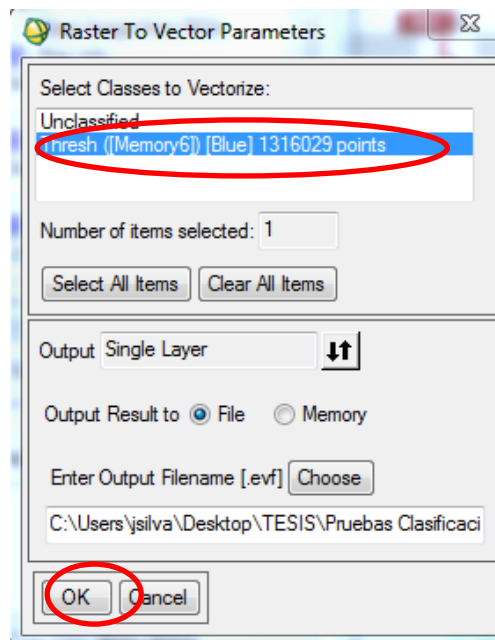 Raster To Vector Parameters
Select Classes to Vectorize:
Unclassified
Thresh ([Memory6]) [Blue] 1316029 points
Number of items selected: 1
Select All Items Clear All Items
Output Single Layer
Output Result to File Memory
Enter Output Filename [.evf] Choose
C:\Users\jsilva\Desktop\TESIS\Pruebas Clasificaci
OK Cancel